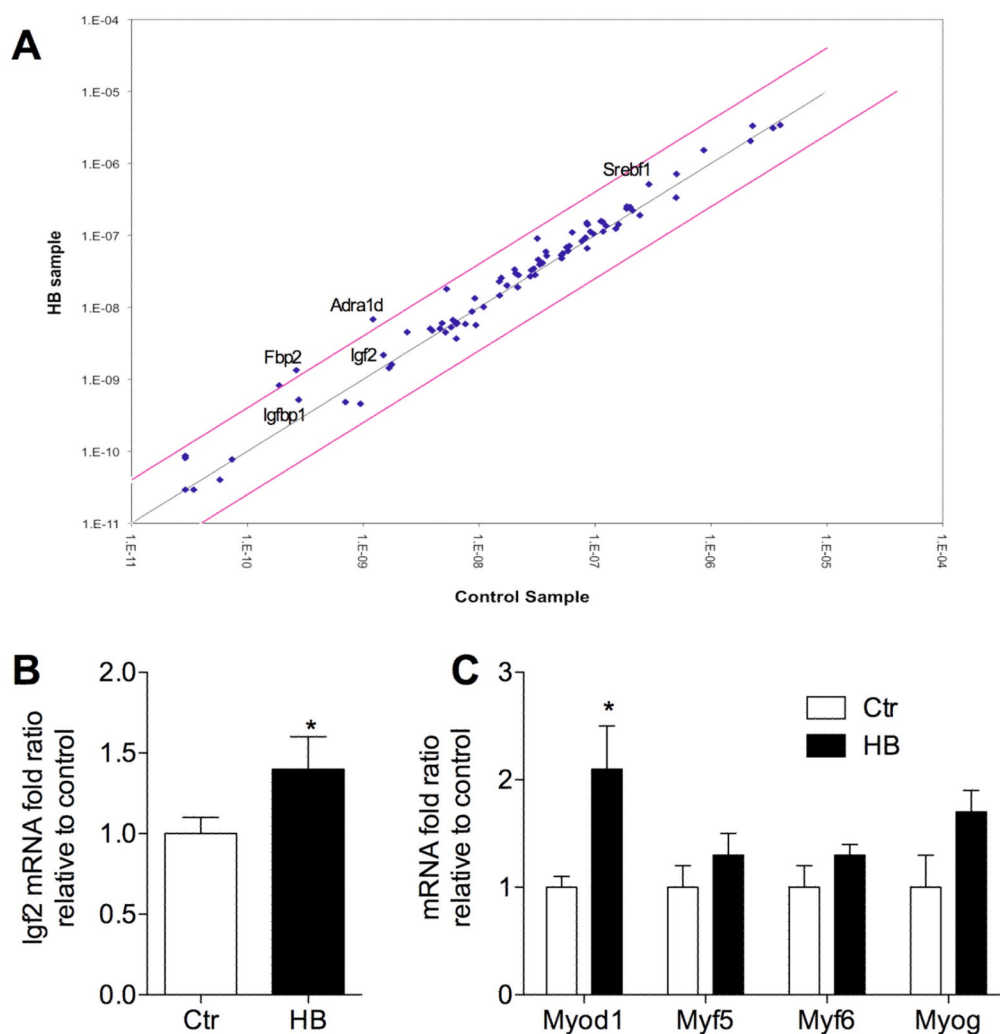 A
1.E-04
1.E-05
1.E-06
1.E-07
1.E-08
1.E-09
1.E-10
1.E-11
HB sample
Srebf1
Adra1d
Fbp2
Igf2
Igfbp1
1.E-11
1.E-10
1.E-09
1.E-08
1.E-07
1.E-06
1.E-05
1.E-04
Control Sample
B
Igf2 mRNA fold ratio
relative to control
2.0
1.5
1.0
0.5
0.0
*
Ctr
HB
C
mRNA fold ratio
relative to control
3
2
1
0
*
Ctr
HB
Myod1
Myf5
Myf6
Myog